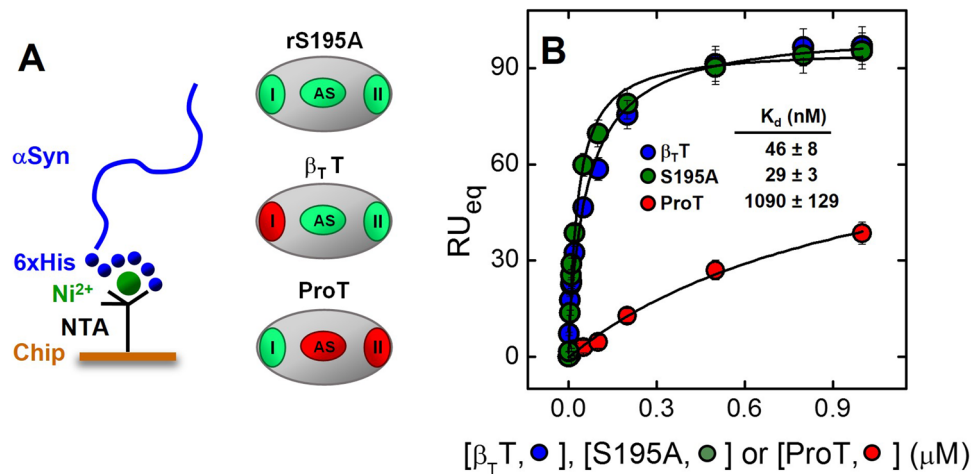 A
αSyn
6xHis
Ni²⁺
NTA
Chip
rS195A
I AS II
βT T
I AS II
ProT
I AS II
B
RUeq
90
60
30
0
0.0 0.3 0.6 0.9
Kd (nM)
βTT 46 ± 8
S195A 29 ± 3
ProT 1090 ± 129
[βTT, ], [S195A, ] or [ProT, ] (μM)